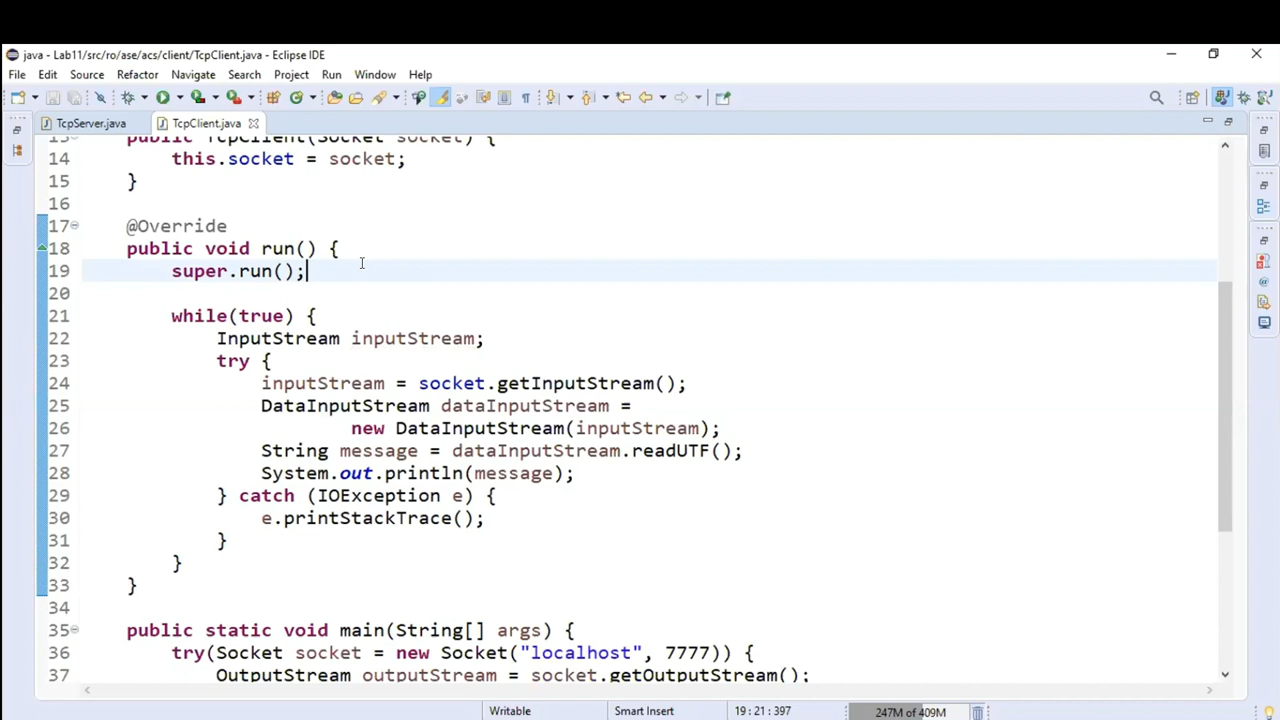 java - Lab11/src/ro/ase/acs/client/TcpClient.java - Eclipse IDE
File Edit Source Refactor Navigate Search Project Run Window Help
TcpServer.java TcpClient.java
13 public TcpClient(Socket socket) {
14 this.socket = socket;
15 }
16
17 @Override
18 public void run() {
19 super.run();
20
21 while(true) {
22 InputStream inputStream;
23 try {
24 inputStream = socket.getInputStream();
25 DataInputStream dataInputStream =
26 new DataInputStream(inputStream);
27 String message = dataInputStream.readUTF();
28 System.out.println(message);
29 } catch (IOException e) {
30 e.printStackTrace();
31 }
32 }
33 }
34
35 public static void main(String[] args) {
36 try(Socket socket = new Socket("localhost", 7777)) {
37 OutputStream outputStream = socket.getOutputStream();
Writable Smart Insert 19 : 21 : 397 247M of 409M